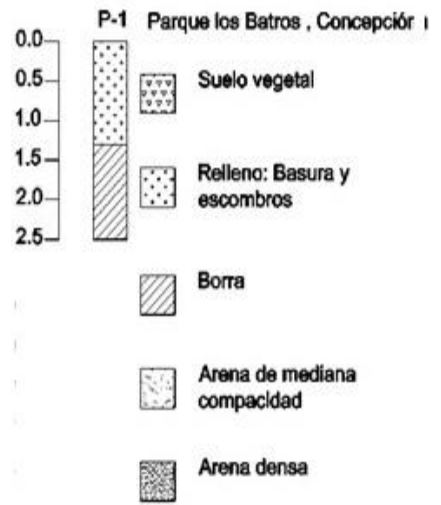 P-1 Parque los Batros , Concepción
0.0
0.5
1.0
1.5
2.0
2.5
Suelo vegetal
Relleno: Basura y
escombros
Borra
Arena de mediana
compacidad
Arena densa